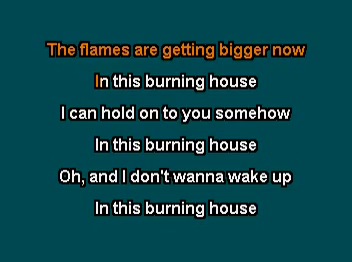 The flames are getting bigger now
In this burning house
I can hold on to you somehow
In this burning house
Oh, and I don't wanna wake up
In this burning house